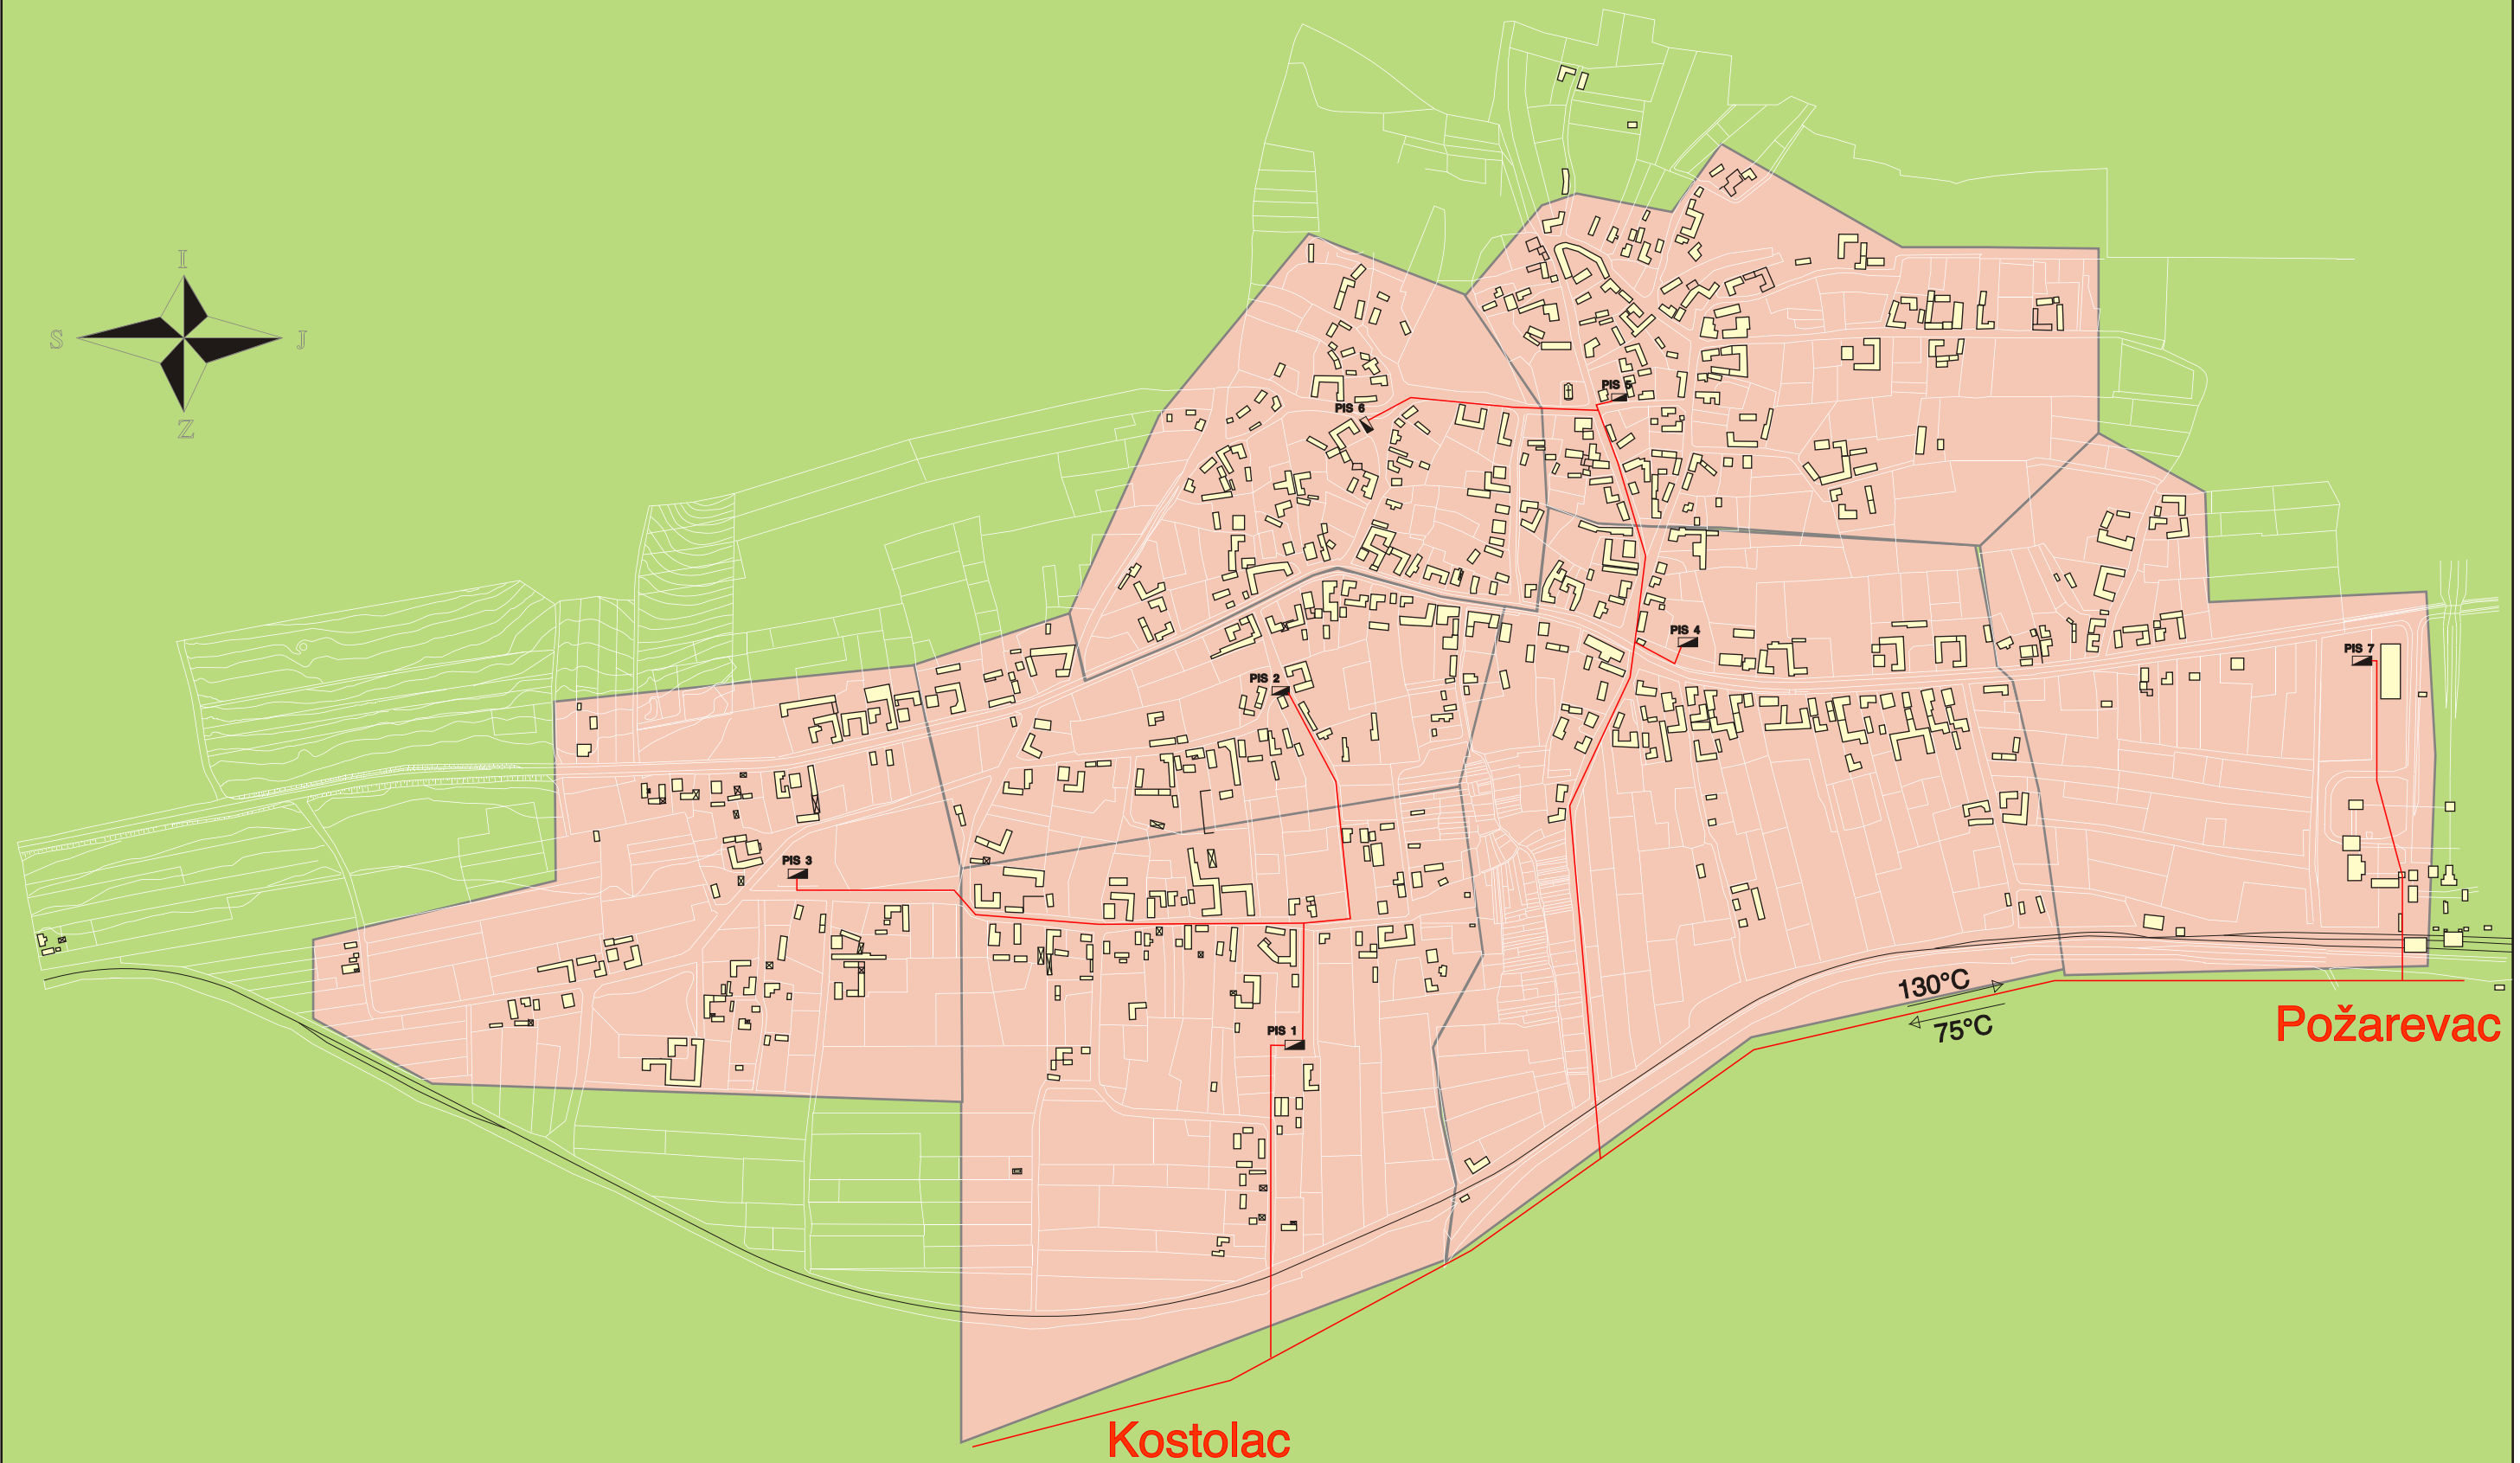 I
S
J
Z
PIS 5
PIS 6
PIS 4
PIS 7
PIS 2
PIS 3
130°C
Požarevac
75°C
PIS 1
Kostolac